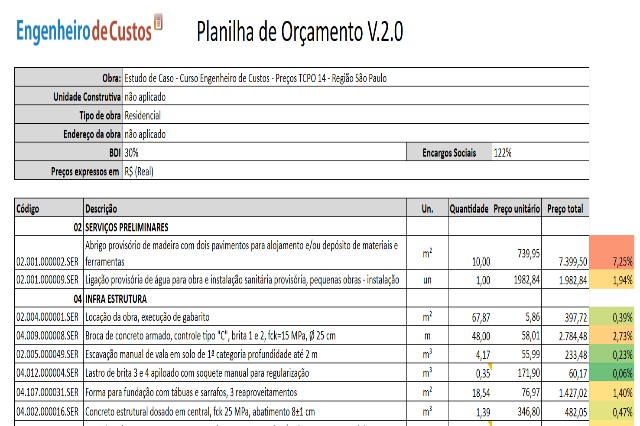 Engenheiro de Custos Planilha de Orçamento V.2.0
Obra: Estudo de Caso - Curso Engenheiro de Custos - Preços TCPO 14 - Região São Paulo
Unidade Construtiva não aplicado
Tipo de obra Residencial
Endereço da obra não aplicado
BDI 30% Encargos Sociais 122%
Preços expressos em R$ (Real)
Código Descrição Un. Quantidade Preço unitário Preço total
02 SERVIÇOS PRELIMINARES
Abrigo provisório de madeira com dois pavimentos para alojamento e/ou depósito de materiais e
02.001.000002.SER ferramentas m² 10,00 739,95 7.399,50 7,25%
02.001.000009.SER Ligação provisória de água para obra e instalação sanitária provisória, pequenas obras - instalação un 1,00 1982,84 1.982,84 1,94%
04 INFRA ESTRUTURA
02.004.000001.SER Locação da obra, execução de gabarito m² 67,87 5,86 397,72 0,39%
04.009.000008.SER Broca de concreto armado, controle tipo "C", brita 1 e 2, fck=15 MPa, Ø 25 cm m 48,00 58,01 2.784,48 2,73%
02.005.000049.SER Escavação manual de vala em solo de 1ª categoria profundidade até 2 m m³ 4,17 55,99 233,48 0,23%
04.012.000004.SER Lastro de brita 3 e 4 apiloado com soquete manual para regularização m³ 0,35 171,90 60,17 0,06%
04.107.000031.SER Forma para fundação com tábuas e sarrafos, 3 reaproveitamentos m² 18,54 76,97 1.427,02 1,40%
04.002.000016.SER Concreto estrutural dosado em central, fck 25 MPa, abatimento 8±1 cm m³ 1,39 346,80 482,05 0,47%